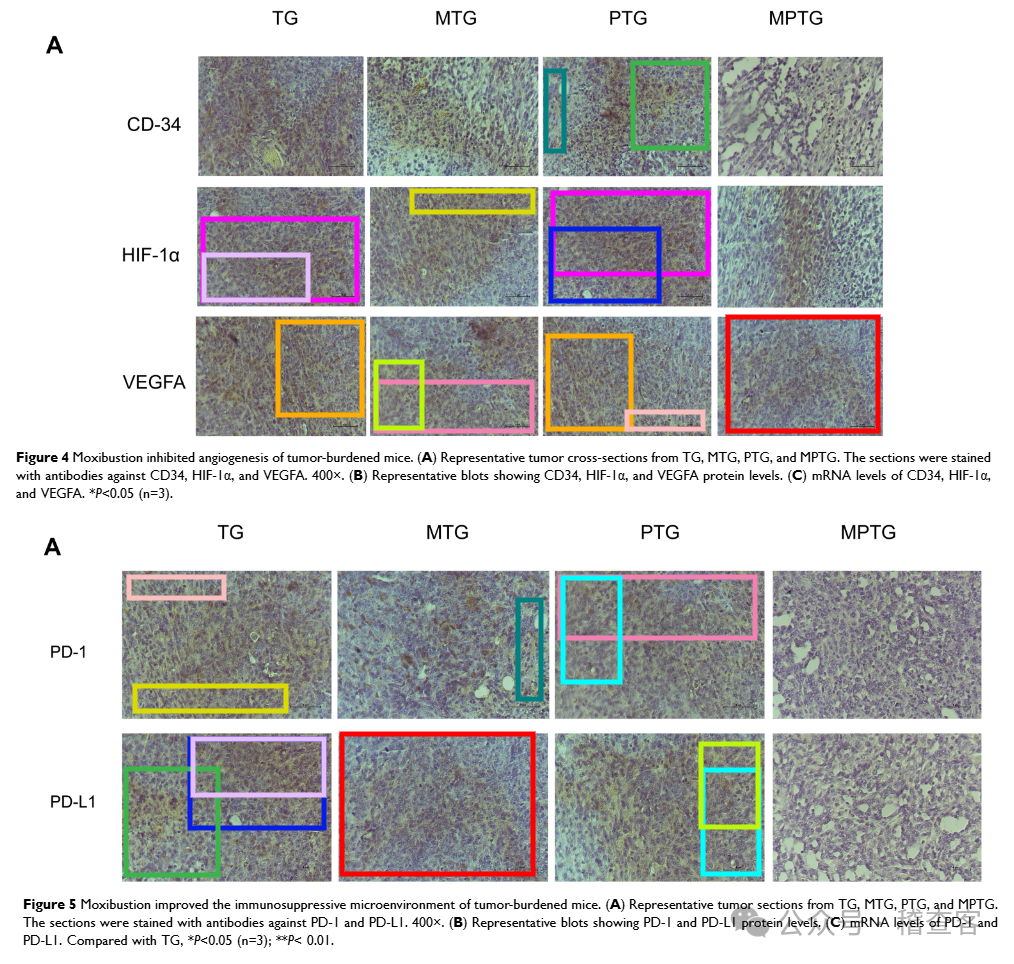 TG MTG PTG MPTG
A
CD-34
HIF-1α
VEGFA
Figure 4 Moxibustion inhibited angiogenesis of tumor-burdened mice. (A) Representative tumor cross-sections from TG, MTG, PTG, and MPTG. The sections were stained
with antibodies against CD34, HIF-1α, and VEGFA. 400×. (B) Representative blots showing CD34, HIF-1α, and VEGFA protein levels. (C) mRNA levels of CD34, HIF-1α,
and VEGFA. *P<0.05 (n=3).
TG MTG PTG MPTG
A
PD-1
PD-L1
Figure 5 Moxibustion improved the immunosuppressive microenvironment of tumor-burdened mice. (A) Representative tumor sections from TG, MTG, PTG, and MPTG.
The sections were stained with antibodies against PD-1 and PD-L1. 400×. (B) Representative blots showing PD-1 and PD-L1 protein levels. (C) mRNA levels of PD-1 and
PD-L1. Compared with TG, *P<0.05 (n=3); **P< 0.01.
公众号 · 稽查客